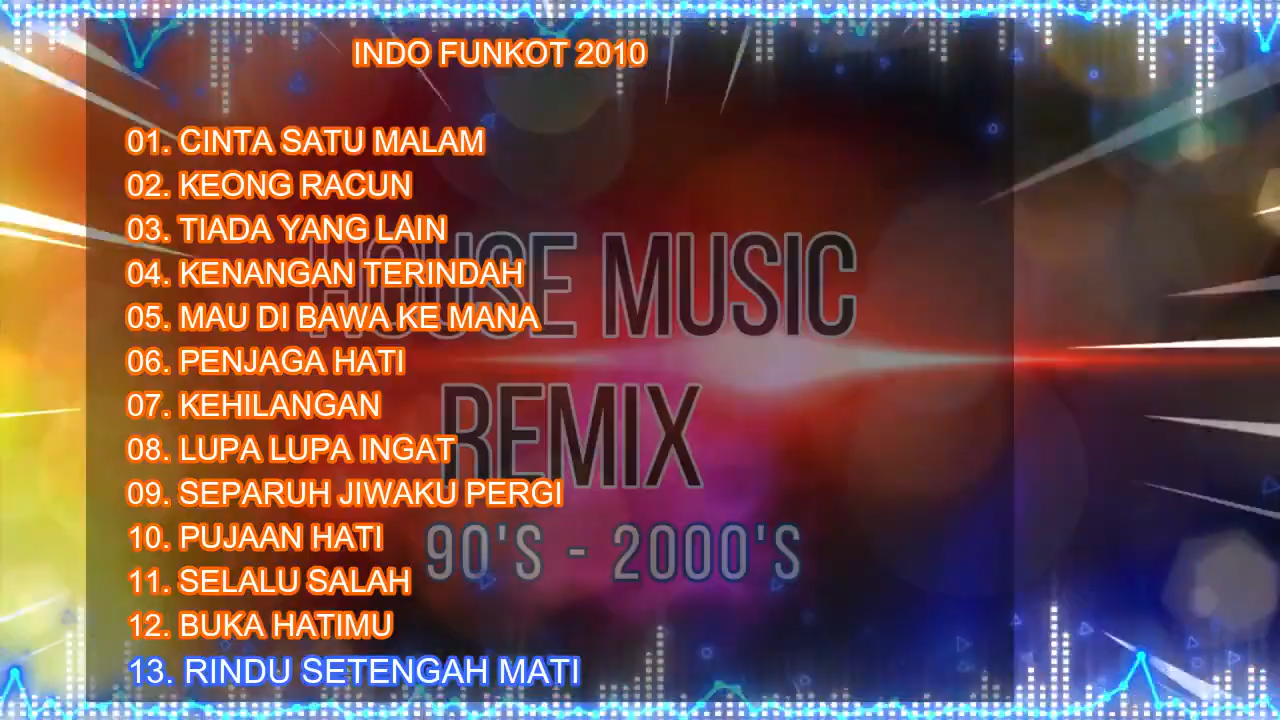 INDO FUNKOT 2010
01. CINTA SATU MALAM
02. KEONG RACUN
03. TIADA YANG LAIN
04. KENANGAN TERINDAH
05. MAU DI BAWA KE MANA
06. PENJAGA HATI
07. KEHILANGAN
08. LUPA LUPA INGAT
09. SEPARUH JIWAKU PERGI
10. PUJAAN HATI
11. SELALU SALAH
12. BUKA HATIMU
13. RINDU SETENGAH MATI
HOUSE MUSIC
REMIX
90'S - 2000'S